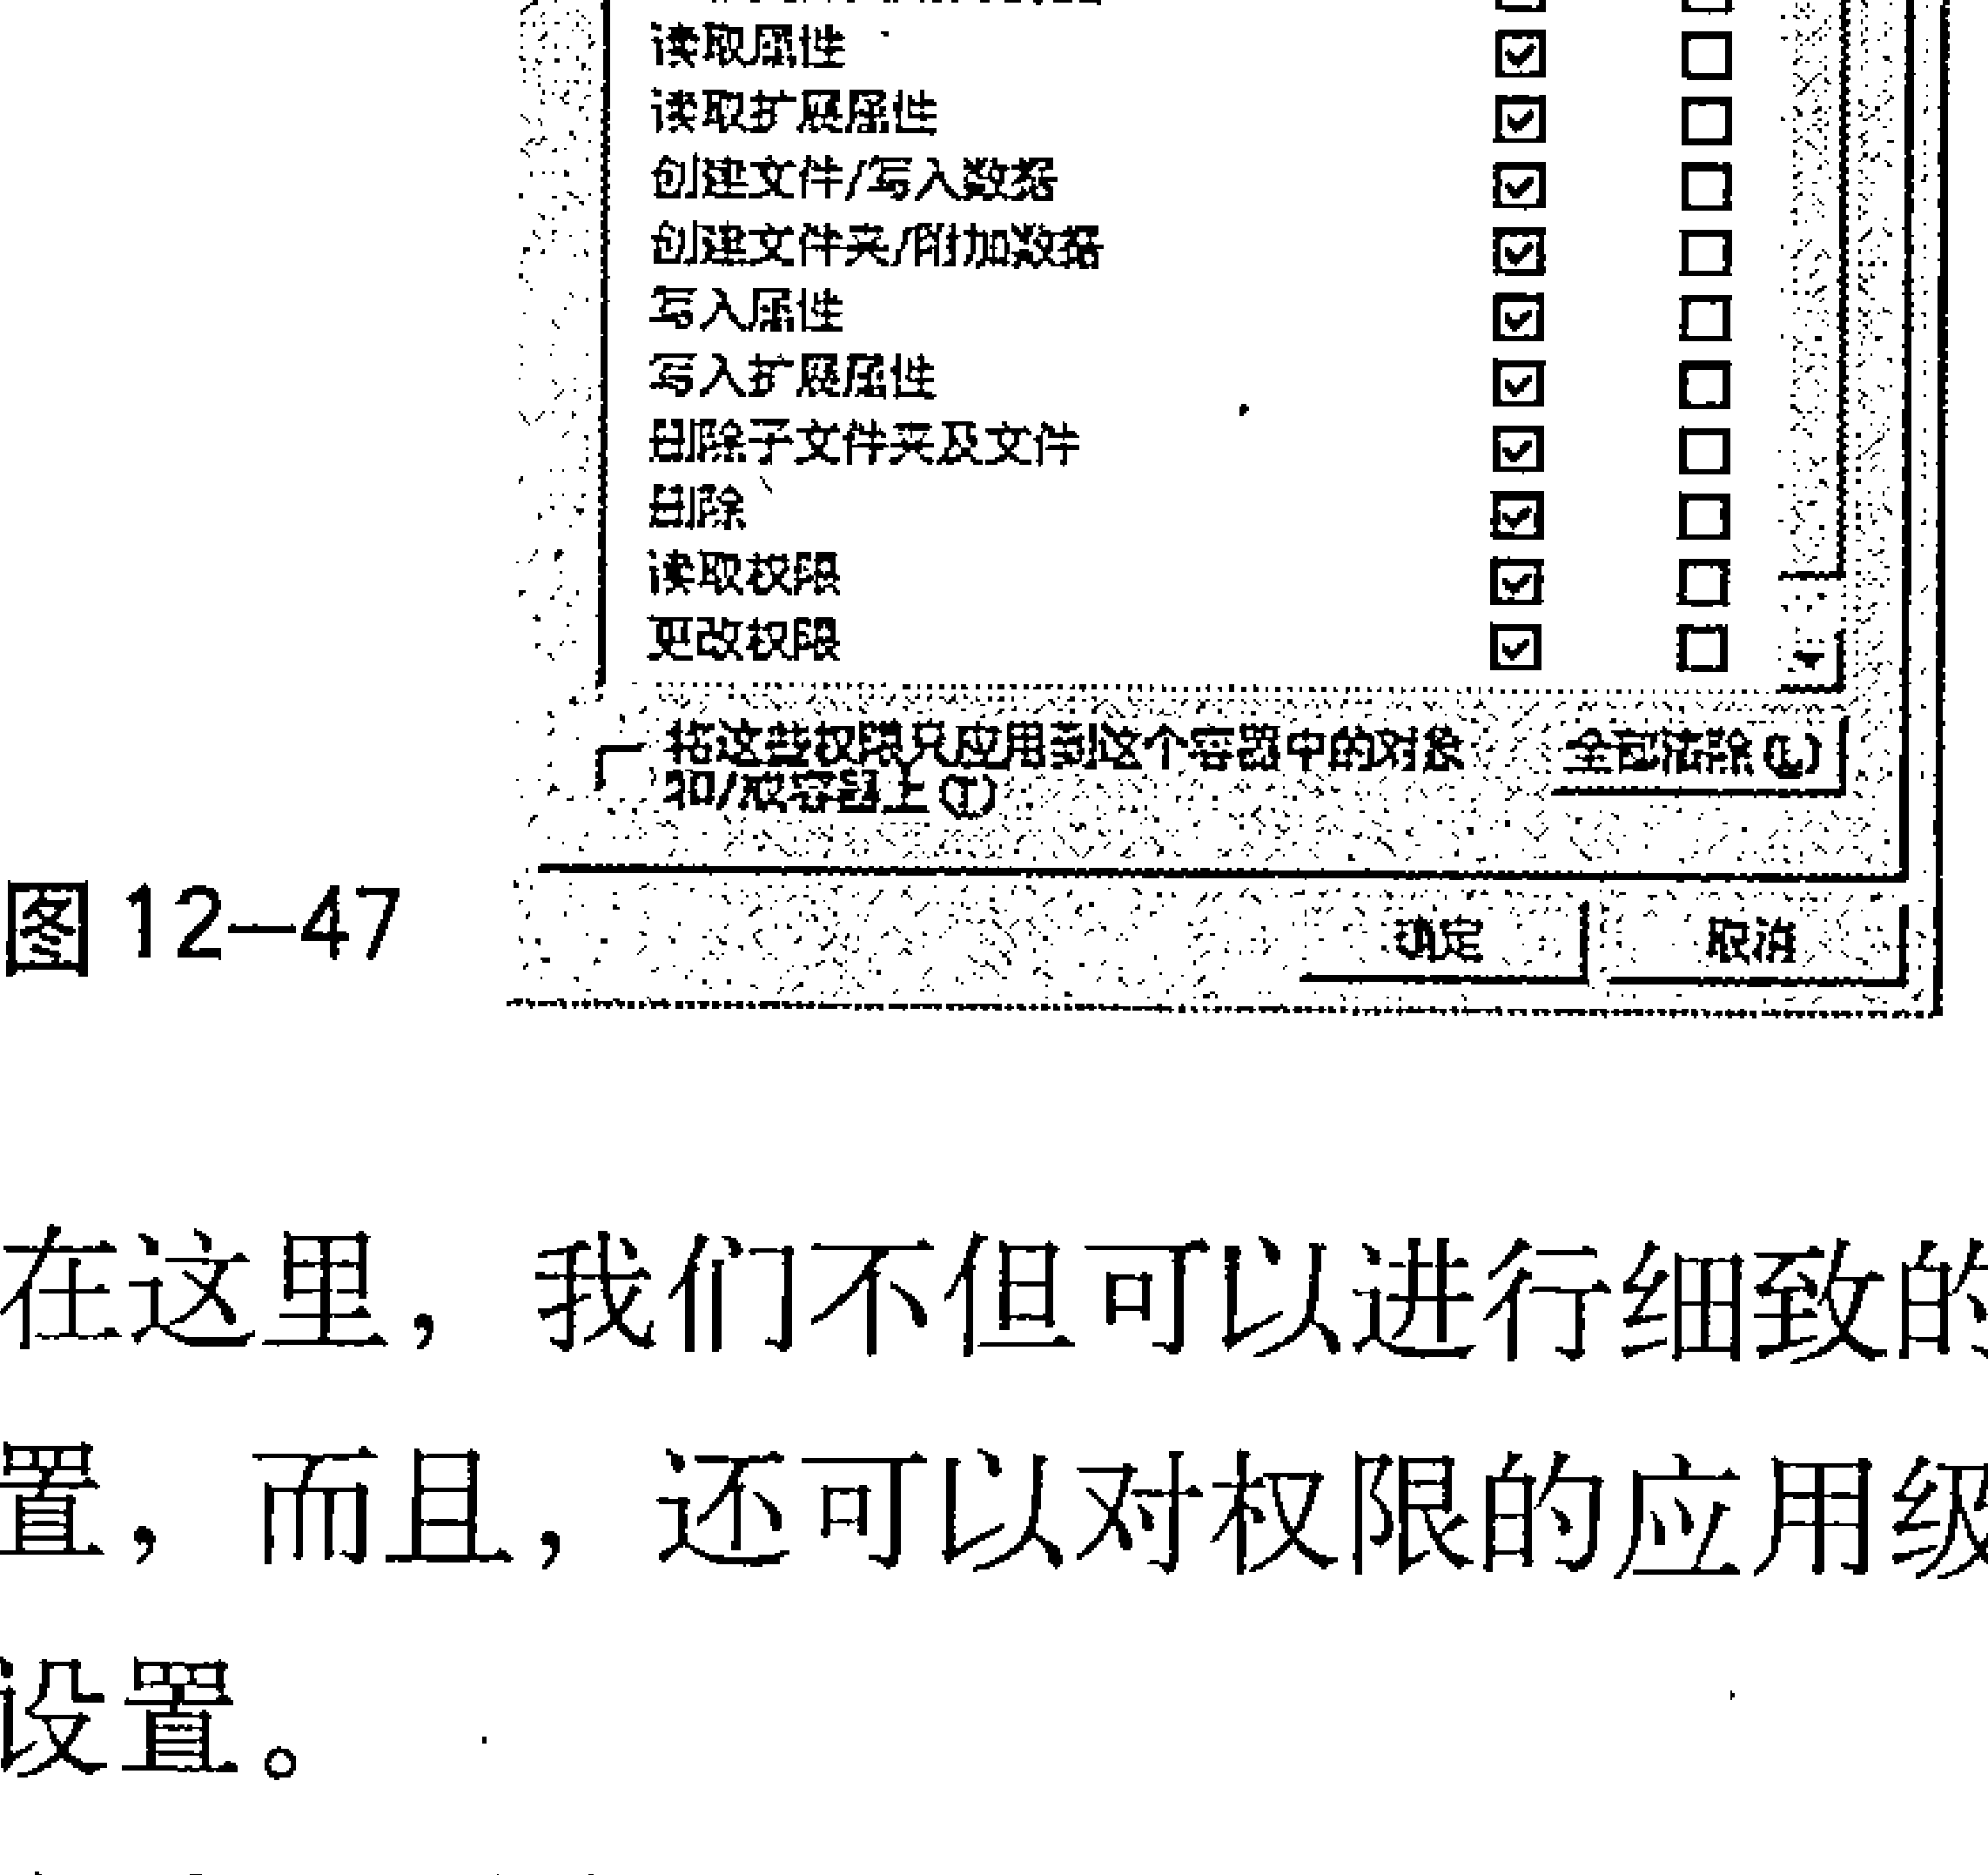 读取属性
读取扩展属性
创建文件/写入数据
创建文件夹/附加数据
写入属性
写入扩展属性
删除子文件夹及文件
删除
读取权限
更改权限
将这些权限只应用到这个容器中的对象
和/或容器上(T)
全部清除(L)
确定
取消
图 12-47
在这里，我们不但可以进行细致的
置，而且，还可以对权限的应用级
设置。